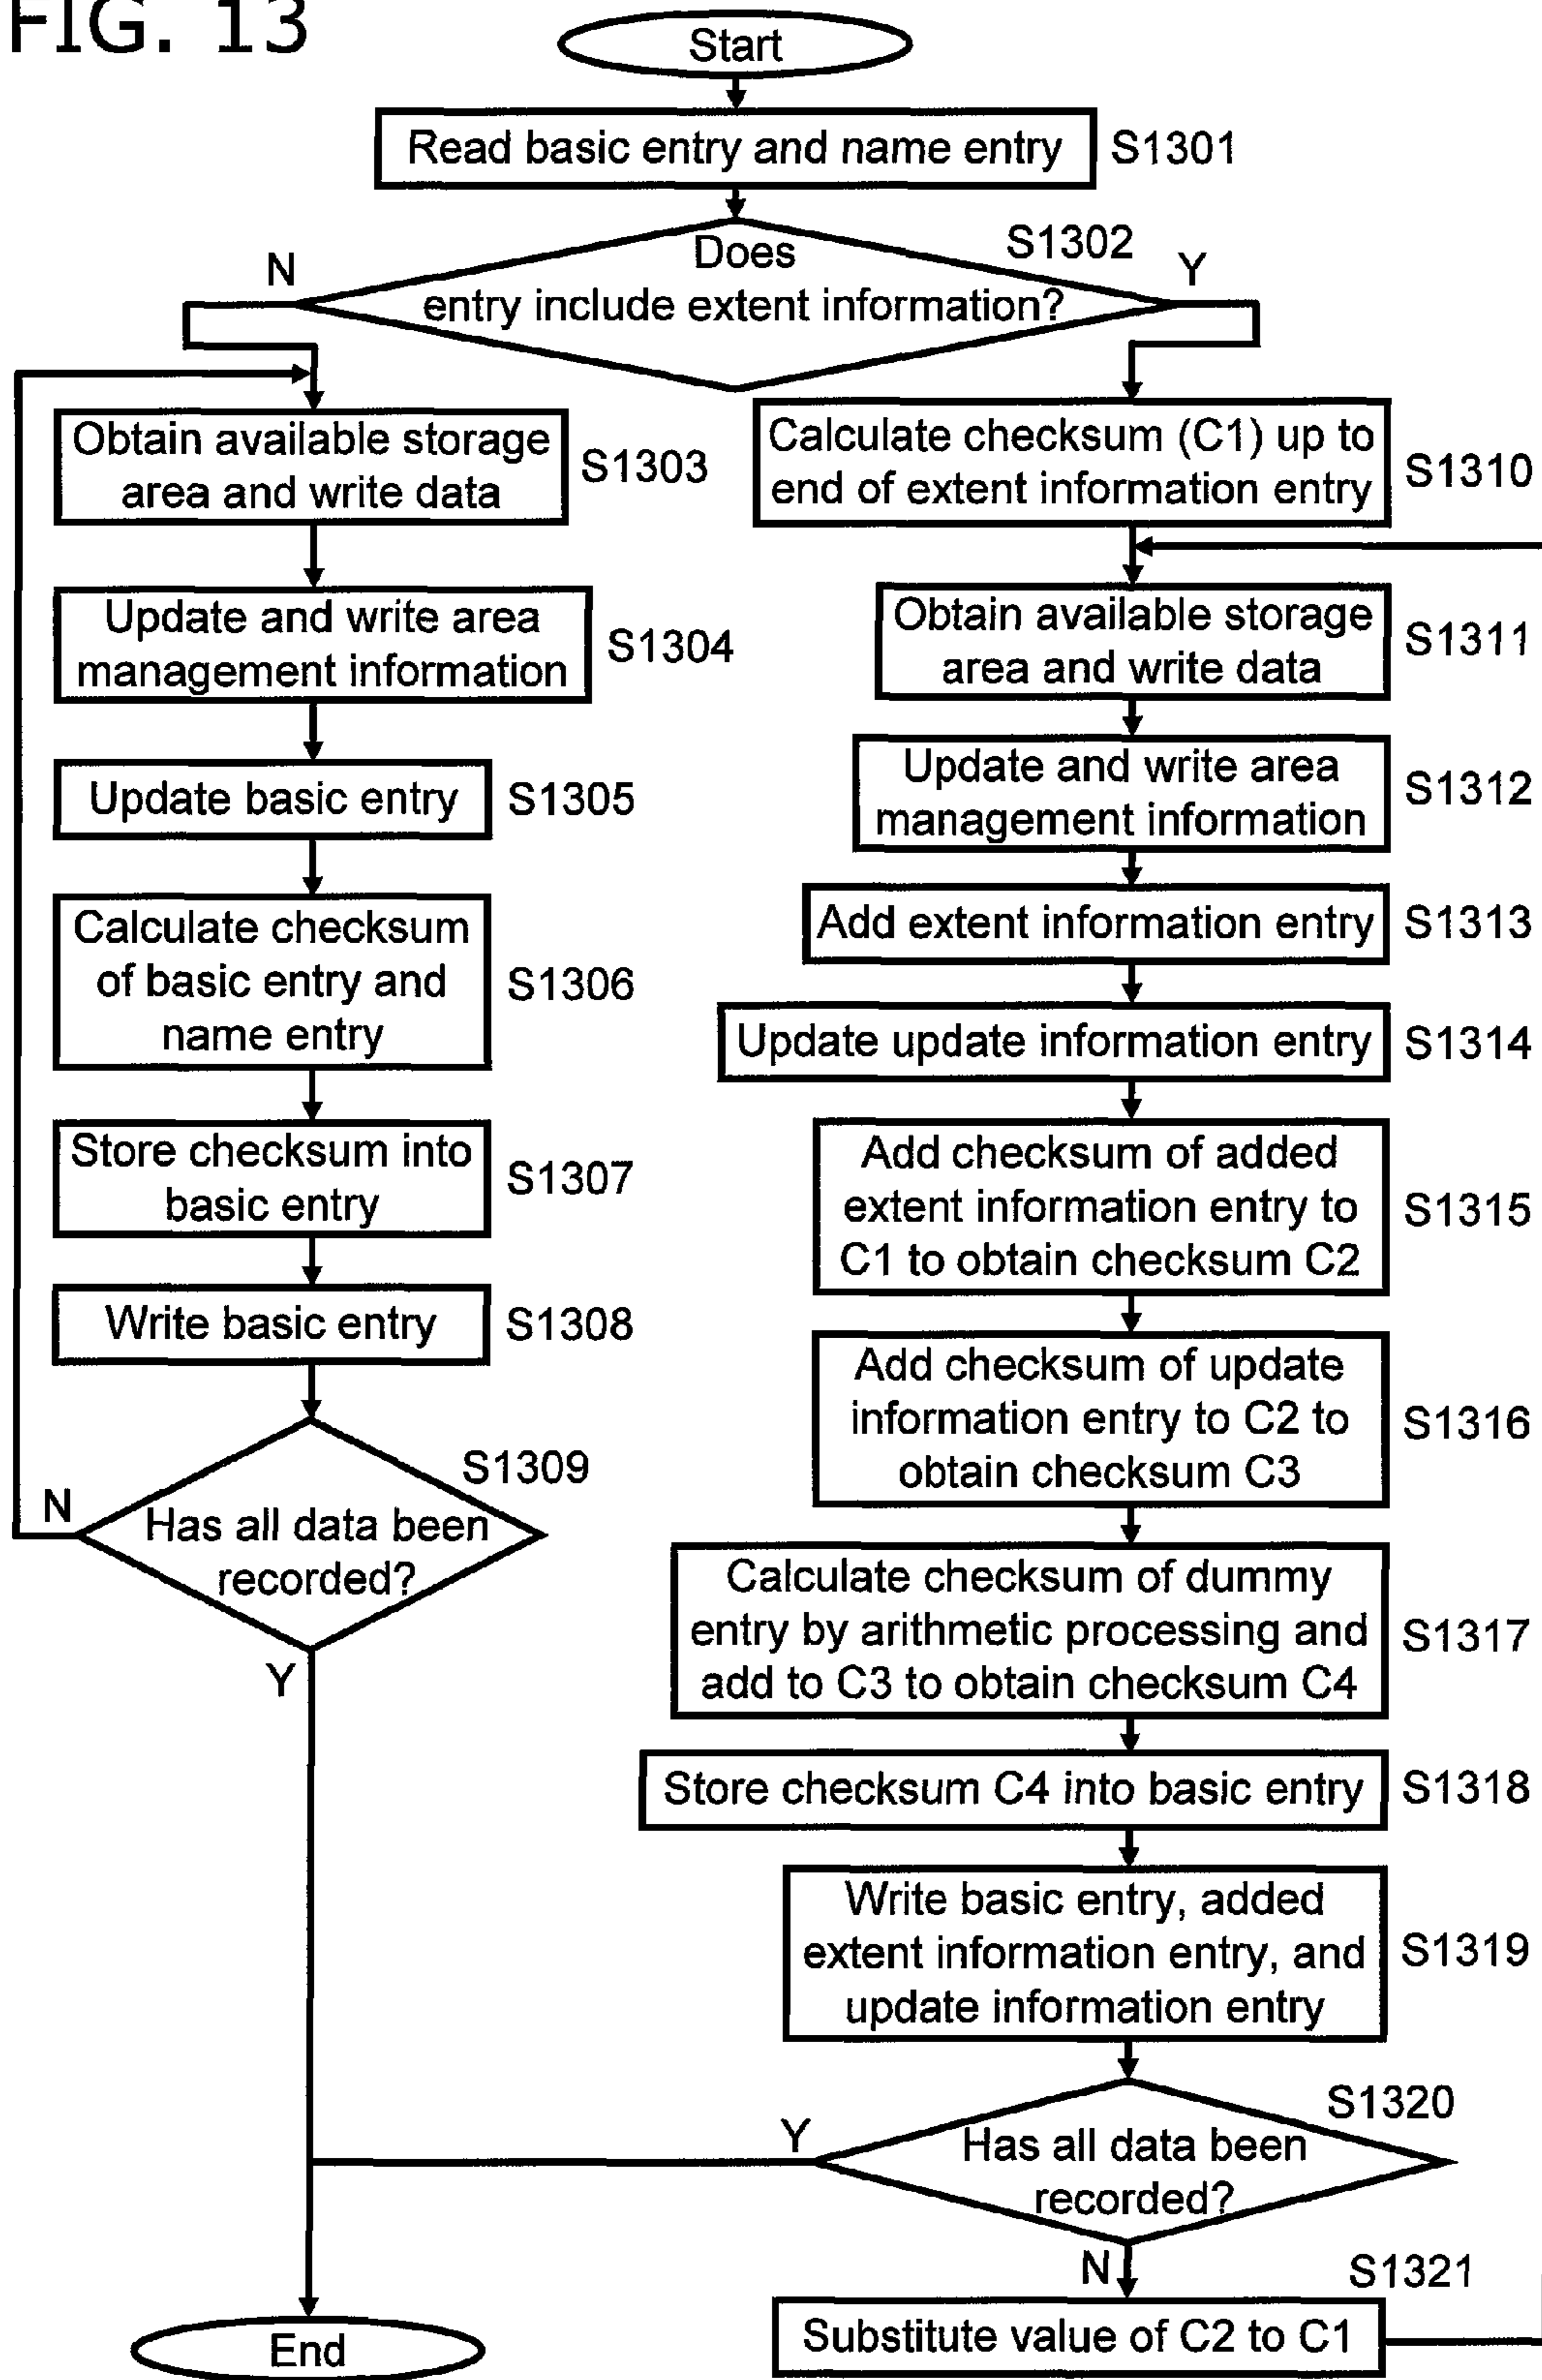 FIG. 13
Start
Read basic entry and name entry
S1301
Does
entry include extent information?
S1302
N
Y
Obtain available storage
area and write data
S1303
Update and write area
management information
S1304
Update basic entry
S1305
Calculate checksum
of basic entry and
name entry
S1306
Store checksum into
basic entry
S1307
Write basic entry
S1308
S1309
Has all data been
recorded?
N
Y
Calculate checksum (C1) up to
end of extent information entry
S1310
Obtain available storage
area and write data
S1311
Update and write area
management information
S1312
Add extent information entry
S1313
Update update information entry
S1314
Add checksum of added
extent information entry to
C1 to obtain checksum C2
S1315
Add checksum of update
information entry to C2 to
obtain checksum C3
S1316
Calculate checksum of dummy
entry by arithmetic processing and
add to C3 to obtain checksum C4
S1317
Store checksum C4 into basic entry
S1318
Write basic entry, added
extent information entry, and
update information entry
S1319
S1320
Has all data been
recorded?
Y
N
S1321
Substitute value of C2 to C1
End